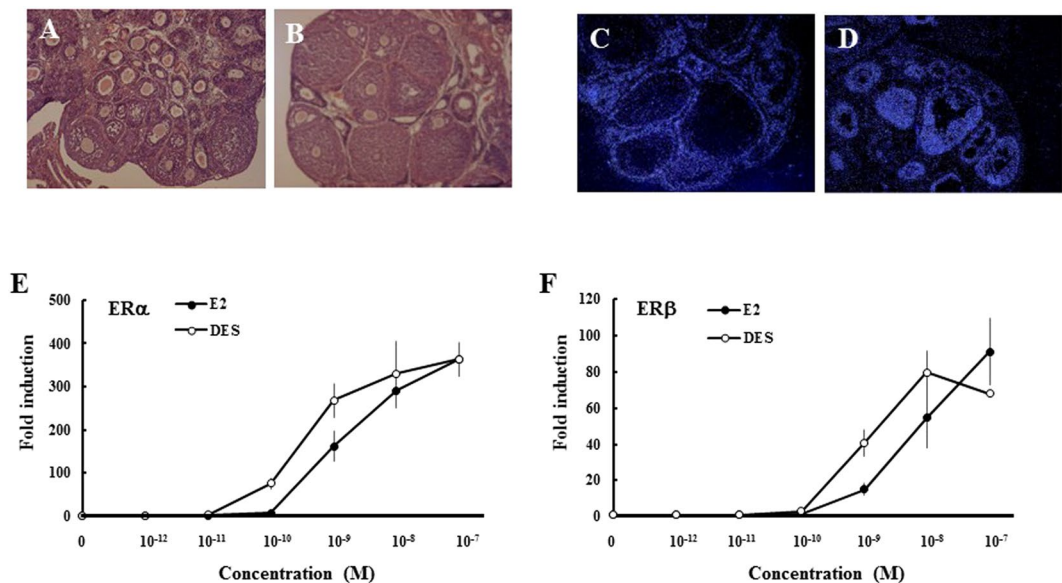 A
B
C
D
E
ERα
E2
DES
500
400
300
200
100
0
Fold induction
0 10-12 10-11 10-10 10-9 10-8 10-7
Concentration (M)
F
ERβ
E2
DES
120
100
80
60
40
20
0
Fold induction
0 10-12 10-11 10-10 10-9 10-8 10-7
Concentration (M)